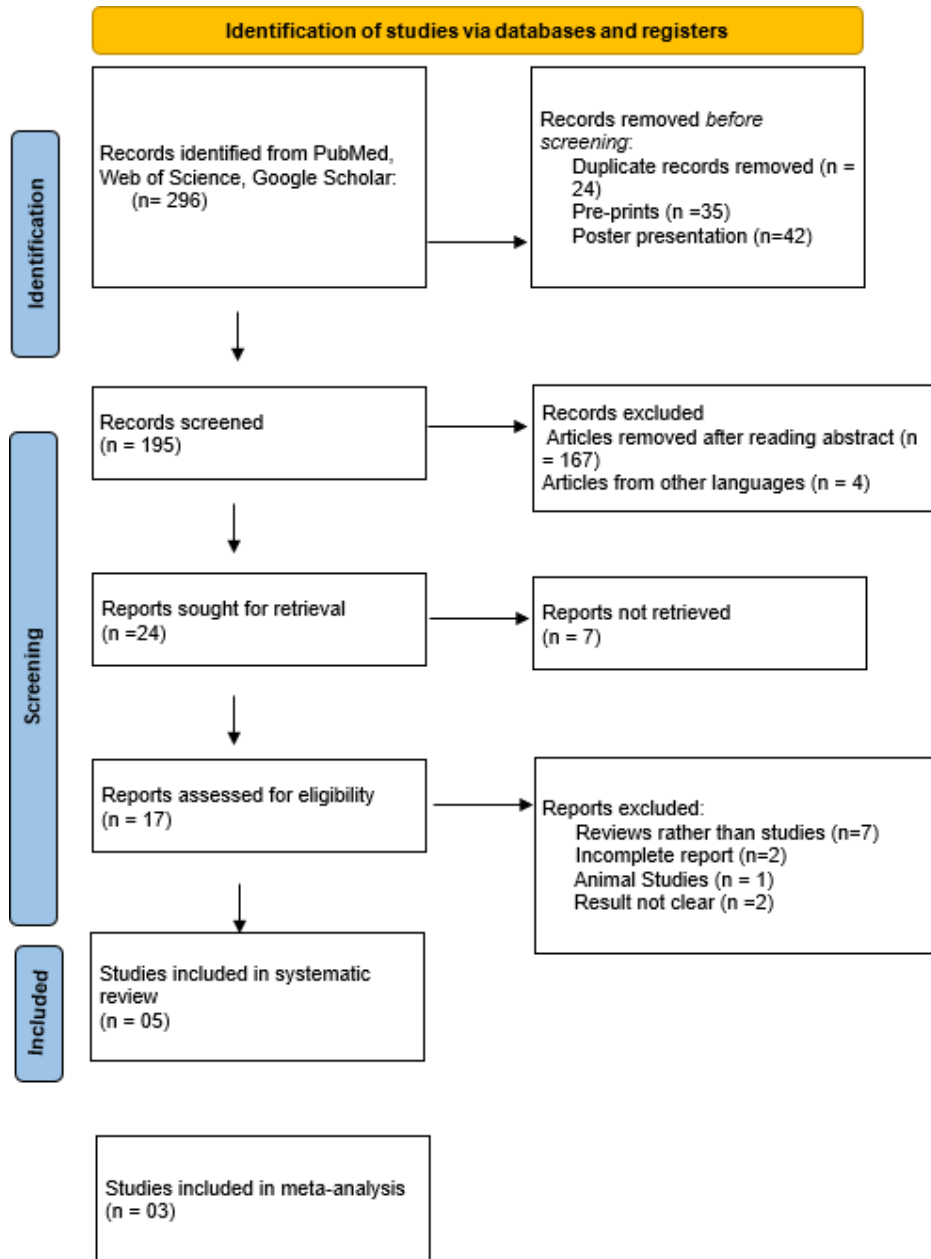 Identification of studies via databases and registers
Identification
Records identified from PubMed,
Web of Science, Google Scholar:
(n= 296)
Records removed before
screening:
Duplicate records removed (n =
24)
Pre-prints (n =35)
Poster presentation (n=42)
Screening
Records screened
(n = 195)
Records excluded
Articles removed after reading abstract (n
= 167)
Articles from other languages (n = 4)
Reports sought for retrieval
(n =24)
Reports not retrieved
(n = 7)
Reports assessed for eligibility
(n = 17)
Reports excluded:
Reviews rather than studies (n=7)
Incomplete report (n=2)
Animal Studies (n = 1)
Result not clear (n =2)
Included
Studies included in systematic
review
(n = 05)
Studies included in meta-analysis
(n = 03)